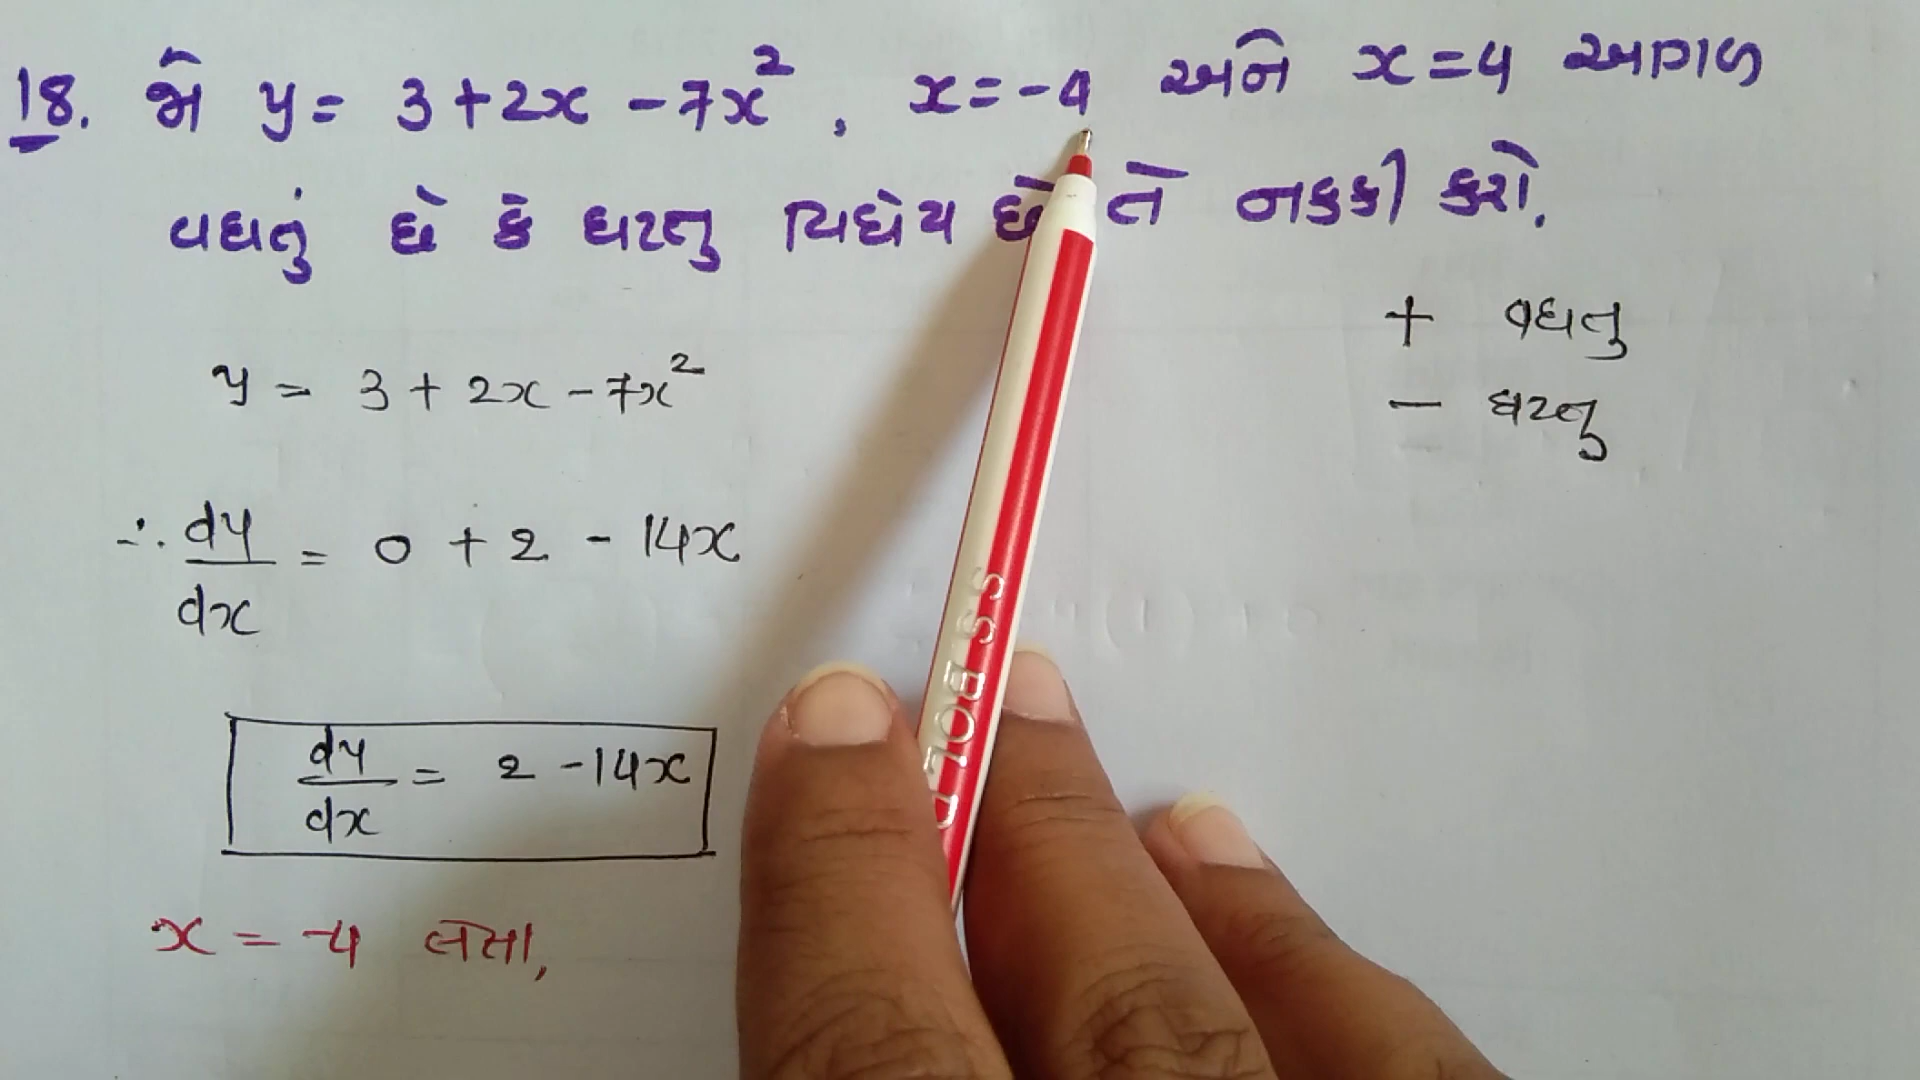 18. જો y = 3 + 2x - 7x², x = -4 અને x = 4 આગળ
વધતું છે કે ઘટતુ વિધેય છે તે નકકી કરો.
+ વધતુ
- ઘટતુ
y = 3 + 2x - 7x²
∴ dy/dx = 0 + 2 - 14x
dy/dx = 2 - 14x
x = -4 લેતા,